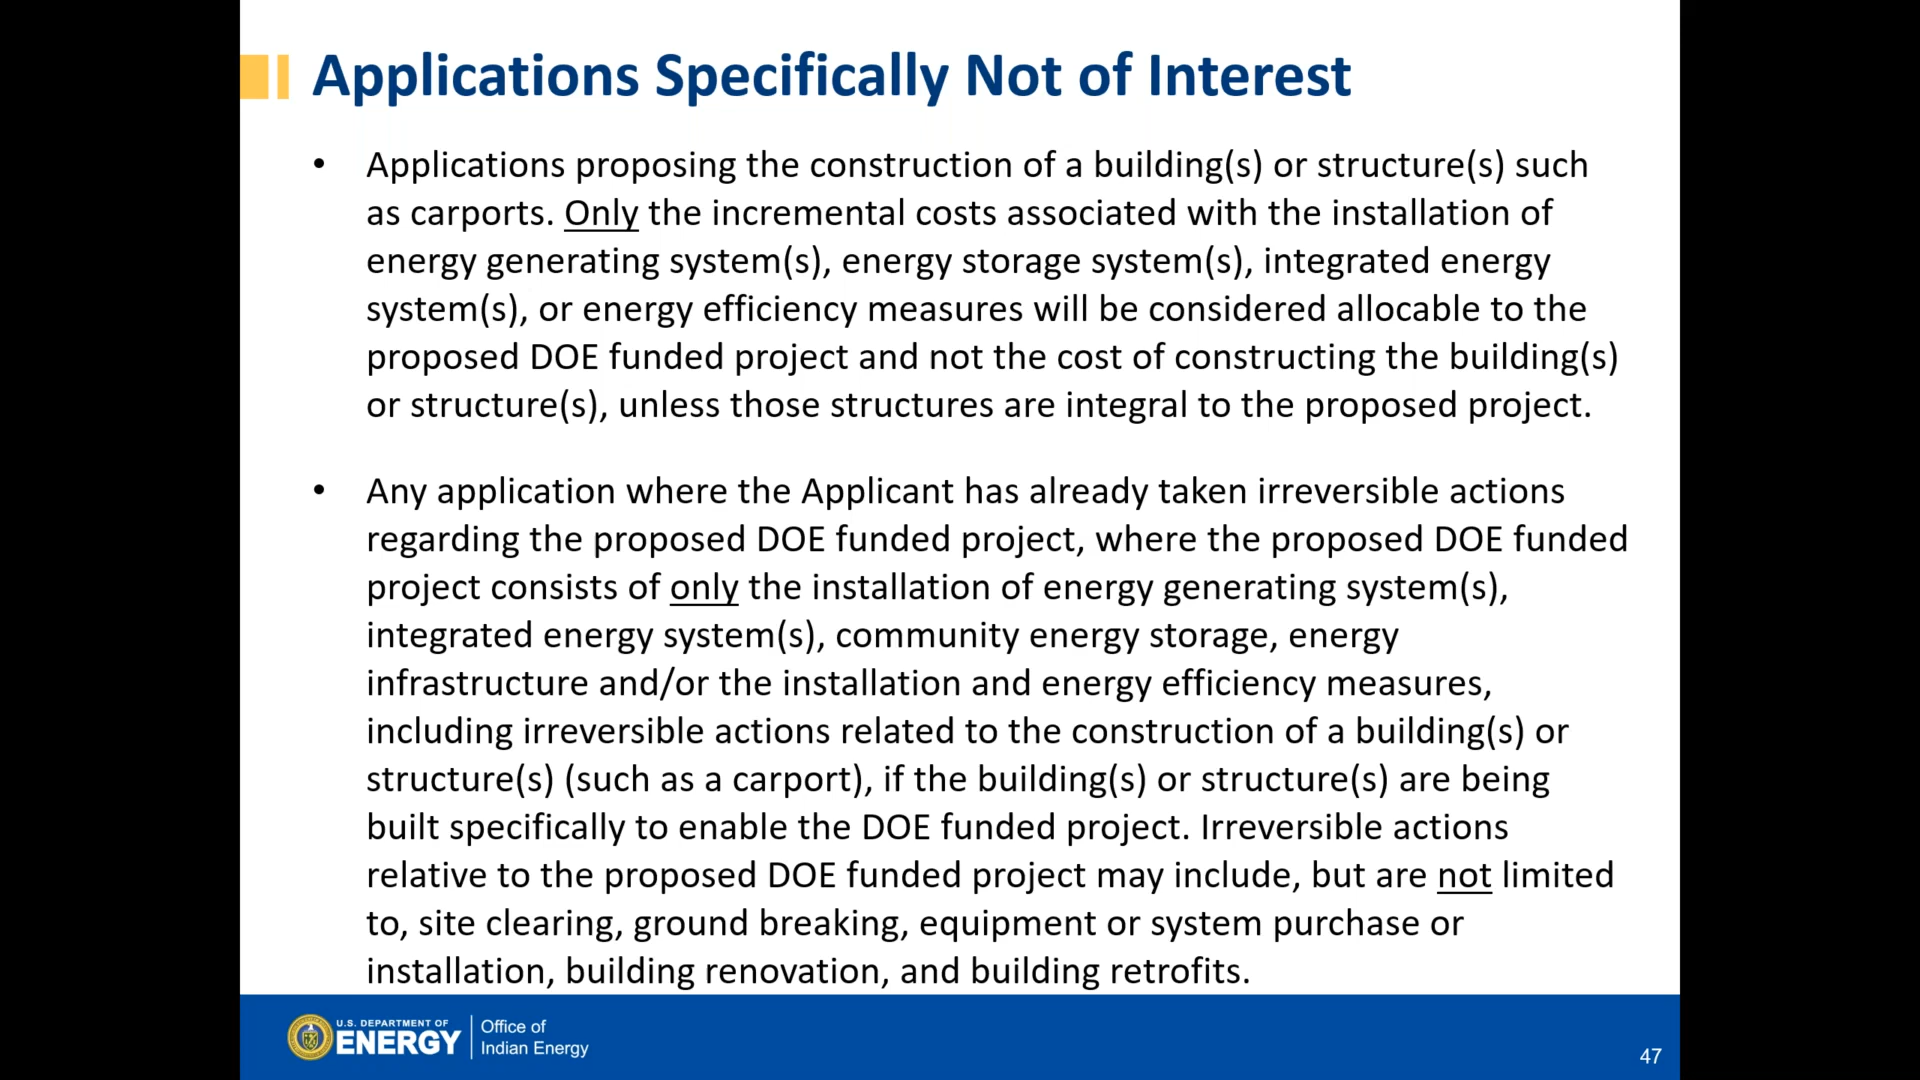 Applications Specifically Not of Interest
• Applications proposing the construction of a building(s) or structure(s) such
as carports. Only the incremental costs associated with the installation of
energy generating system(s), energy storage system(s), integrated energy
system(s), or energy efficiency measures will be considered allocable to the
proposed DOE funded project and not the cost of constructing the building(s)
or structure(s), unless those structures are integral to the proposed project.
• Any application where the Applicant has already taken irreversible actions
regarding the proposed DOE funded project, where the proposed DOE funded
project consists of only the installation of energy generating system(s),
integrated energy system(s), community energy storage, energy
infrastructure and/or the installation and energy efficiency measures,
including irreversible actions related to the construction of a building(s) or
structure(s) (such as a carport), if the building(s) or structure(s) are being
built specifically to enable the DOE funded project. Irreversible actions
relative to the proposed DOE funded project may include, but are not limited
to, site clearing, ground breaking, equipment or system purchase or
installation, building renovation, and building retrofits.
U.S. DEPARTMENT OF
ENERGY
Office of
Indian Energy
47